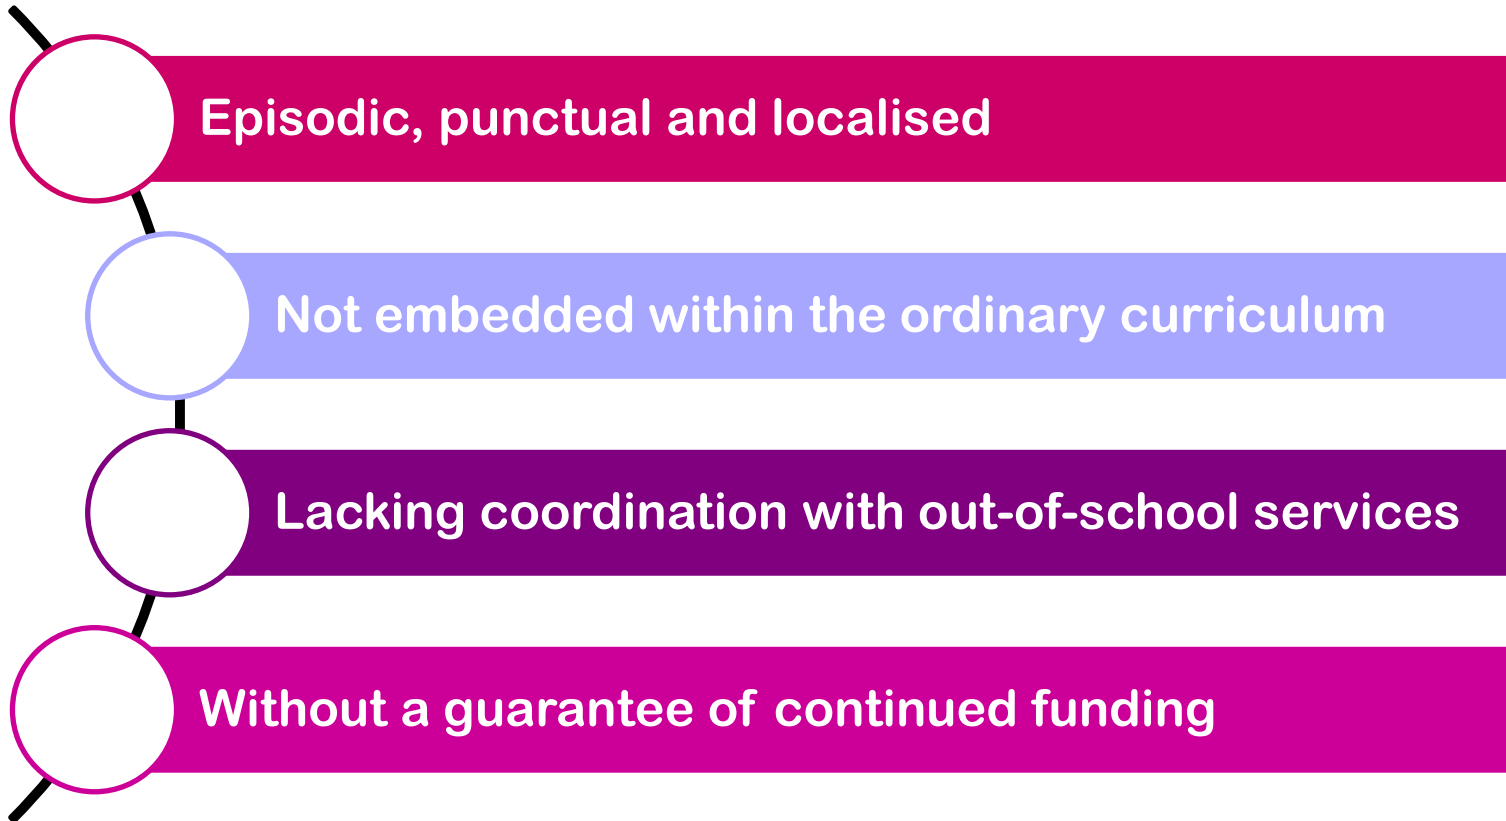 Episodic, punctual and localised
Not embedded within the ordinary curriculum
Lacking coordination with out-of-school services
Without a guarantee of continued funding